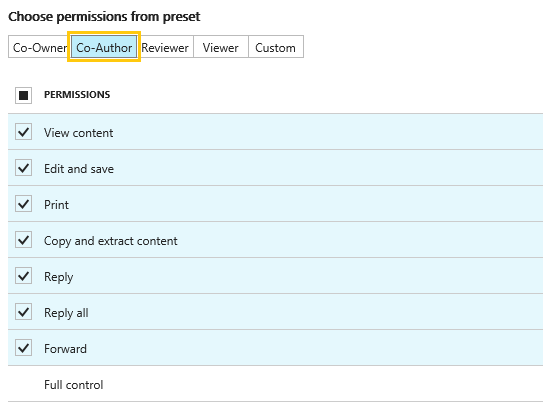 Choose permissions from preset
Co-Owner Co-Author Reviewer Viewer Custom
PERMISSIONS
View content
Edit and save
Print
Copy and extract content
Reply
Reply all
Forward
Full control